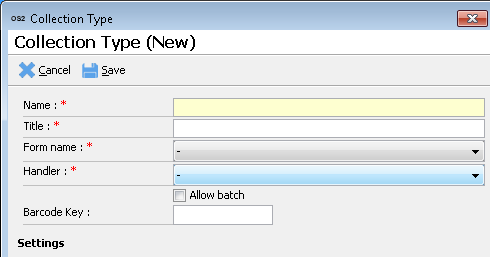 OS2 Collection Type
Collection Type (New)
Cancel Save
Name : *
Title : *
Form name : * -
Handler : * -
Allow batch
Barcode Key :
Settings